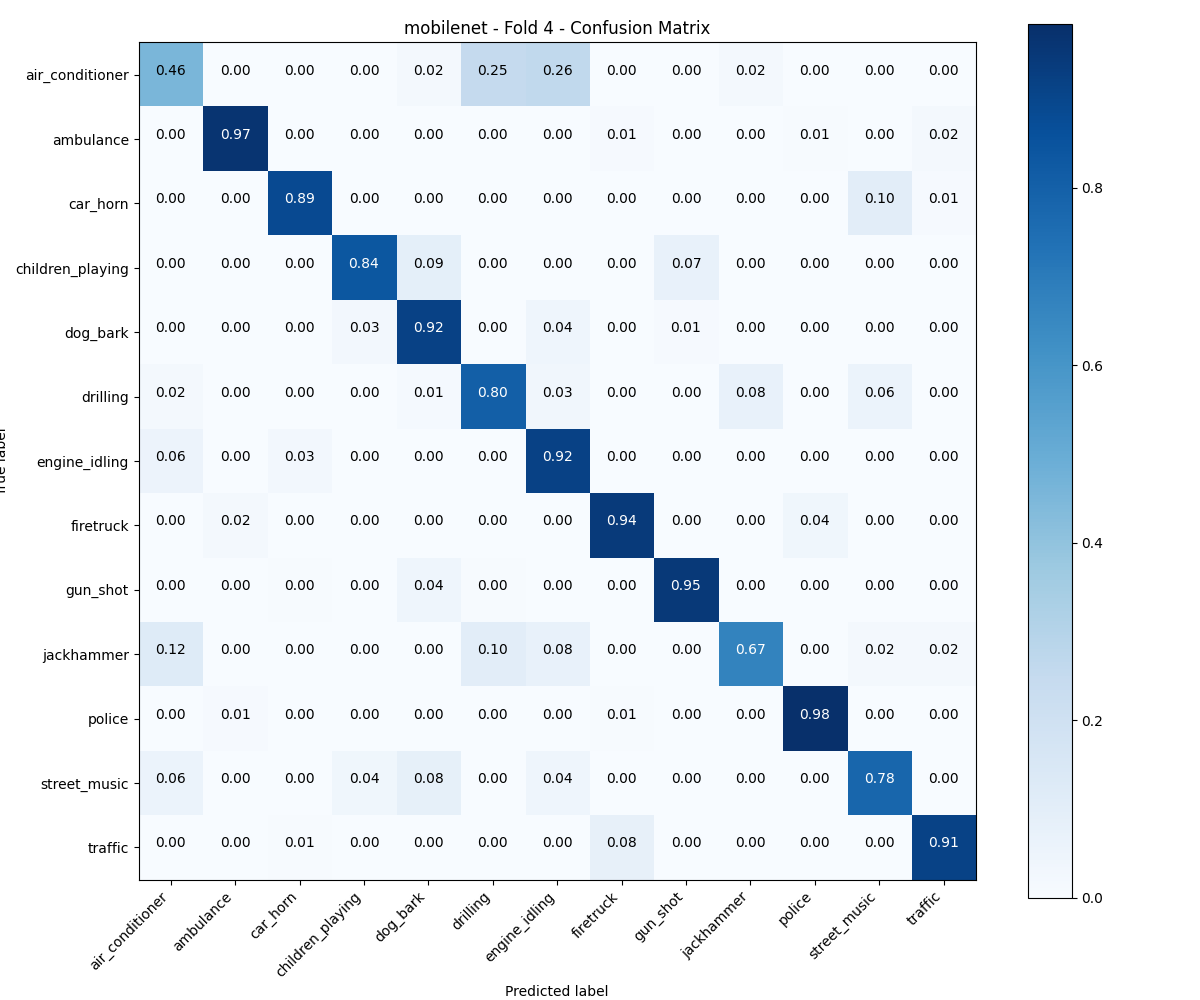 mobilenet - Fold 4 - Confusion Matrix
air_conditioner 0.46 0.00 0.00 0.00 0.02 0.25 0.26 0.00 0.00 0.02 0.00 0.00 0.00
ambulance 0.00 0.97 0.00 0.00 0.00 0.00 0.00 0.01 0.00 0.00 0.01 0.00 0.02
car_horn 0.00 0.00 0.89 0.00 0.00 0.00 0.00 0.00 0.00 0.00 0.00 0.10 0.01
children_playing 0.00 0.00 0.00 0.84 0.09 0.00 0.00 0.00 0.07 0.00 0.00 0.00 0.00
dog_bark 0.00 0.00 0.00 0.03 0.92 0.00 0.04 0.00 0.01 0.00 0.00 0.00 0.00
drilling 0.02 0.00 0.00 0.00 0.01 0.80 0.03 0.00 0.00 0.08 0.00 0.06 0.00
engine_idling 0.06 0.00 0.03 0.00 0.00 0.00 0.92 0.00 0.00 0.00 0.00 0.00 0.00
firetruck 0.00 0.02 0.00 0.00 0.00 0.00 0.00 0.94 0.00 0.00 0.04 0.00 0.00
gun_shot 0.00 0.00 0.00 0.00 0.04 0.00 0.00 0.00 0.95 0.00 0.00 0.00 0.00
jackhammer 0.12 0.00 0.00 0.00 0.00 0.10 0.08 0.00 0.00 0.67 0.00 0.02 0.02
police 0.00 0.01 0.00 0.00 0.00 0.00 0.00 0.01 0.00 0.00 0.98 0.00 0.00
street_music 0.06 0.00 0.00 0.04 0.08 0.00 0.04 0.00 0.00 0.00 0.00 0.78 0.00
traffic 0.00 0.00 0.01 0.00 0.00 0.00 0.00 0.08 0.00 0.00 0.00 0.00 0.91
air_conditioner ambulance car_horn children_playing dog_bark drilling engine_idling firetruck gun_shot jackhammer police street_music traffic
Predicted label
0.8
0.6
0.4
0.2
0.0